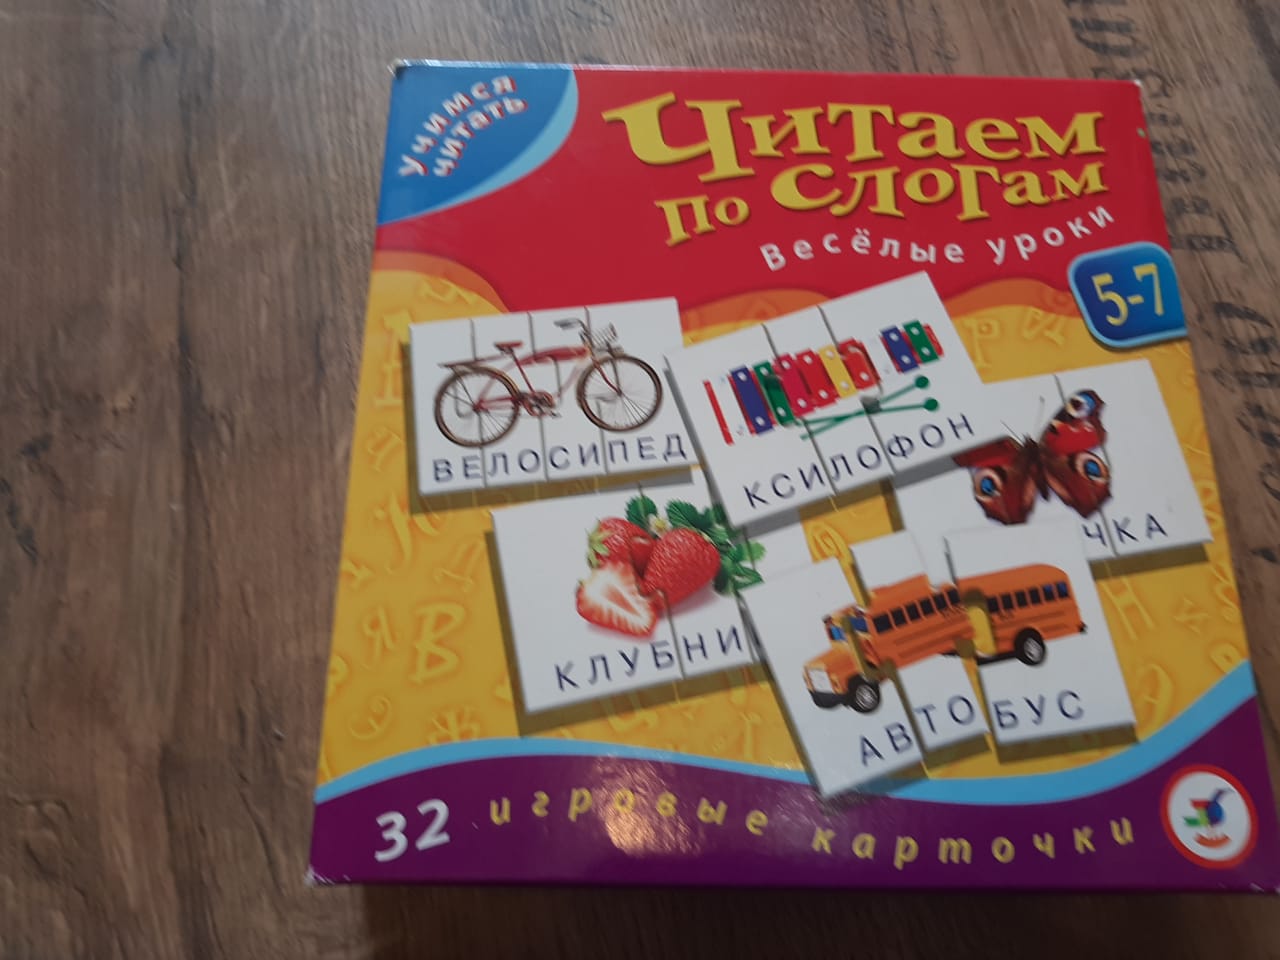 учимся
читать
Читаем
по слогам
Весёлые уроки
5-7
ВЕЛОСИПЕД
КСИЛОФОН
ЧКА
КЛУБНИ
АВТОБУС
32 игровые карточки